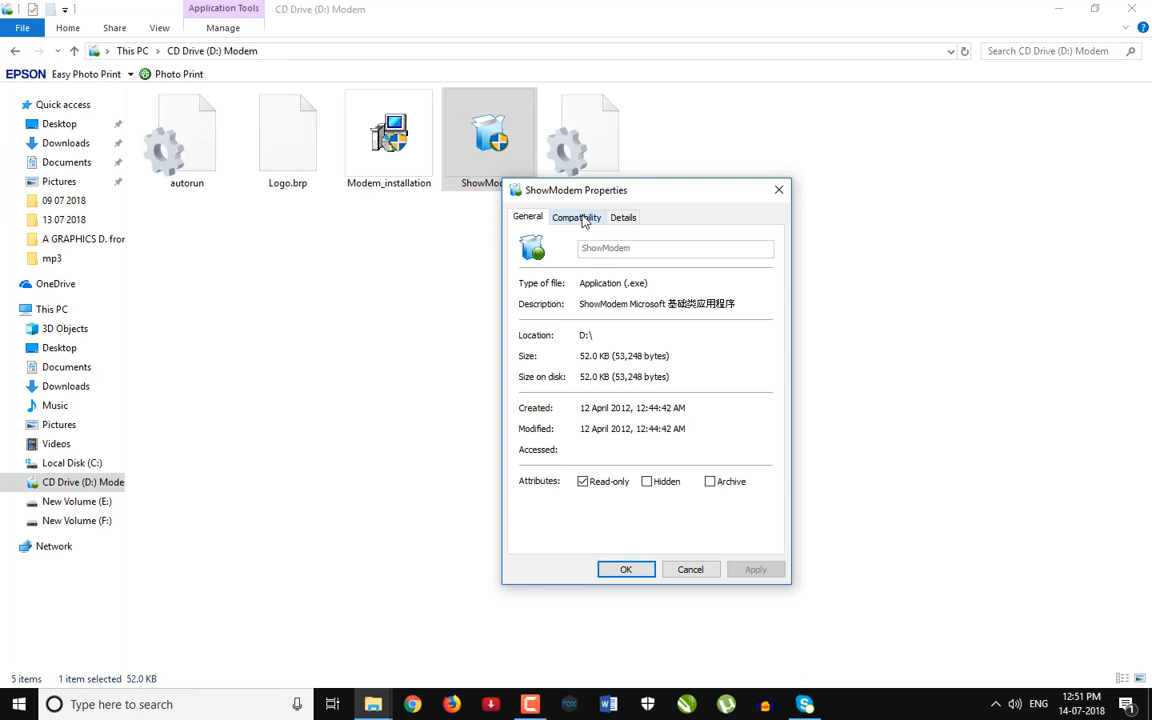 Application Tools
CD Drive (D:) Modem
File
Home
Share
View
Manage
This PC
CD Drive (D:) Modem
Search CD Drive (D:) Modem
EPSON Easy Photo Print
Photo Print
Quick access
Desktop
Downloads
Documents
Pictures
09 07 2018
13 07 2018
A GRAPHICS D. fror
mp3
OneDrive
This PC
3D Objects
Desktop
Documents
Downloads
Music
Pictures
Videos
Local Disk (C:)
CD Drive (D:) Mode
New Volume (E:)
New Volume (F:)
Network
autorun
Logo.brp
Modem_installation
ShowMod
ShowModem Properties
General
Compatibility
Details
ShowModem
Type of file: Application (.exe)
Description: ShowModem Microsoft 基础类应用程序
Location: D:\
Size: 52.0 KB (53,248 bytes)
Size on disk: 52.0 KB (53,248 bytes)
Created: 12 April 2012, 12:44:42 AM
Modified: 12 April 2012, 12:44:42 AM
Accessed:
Attributes: Read-only Hidden Archive
OK
Cancel
Apply
5 items
1 item selected 52.0 KB
Type here to search
ENG
12:51 PM
14-07-2018